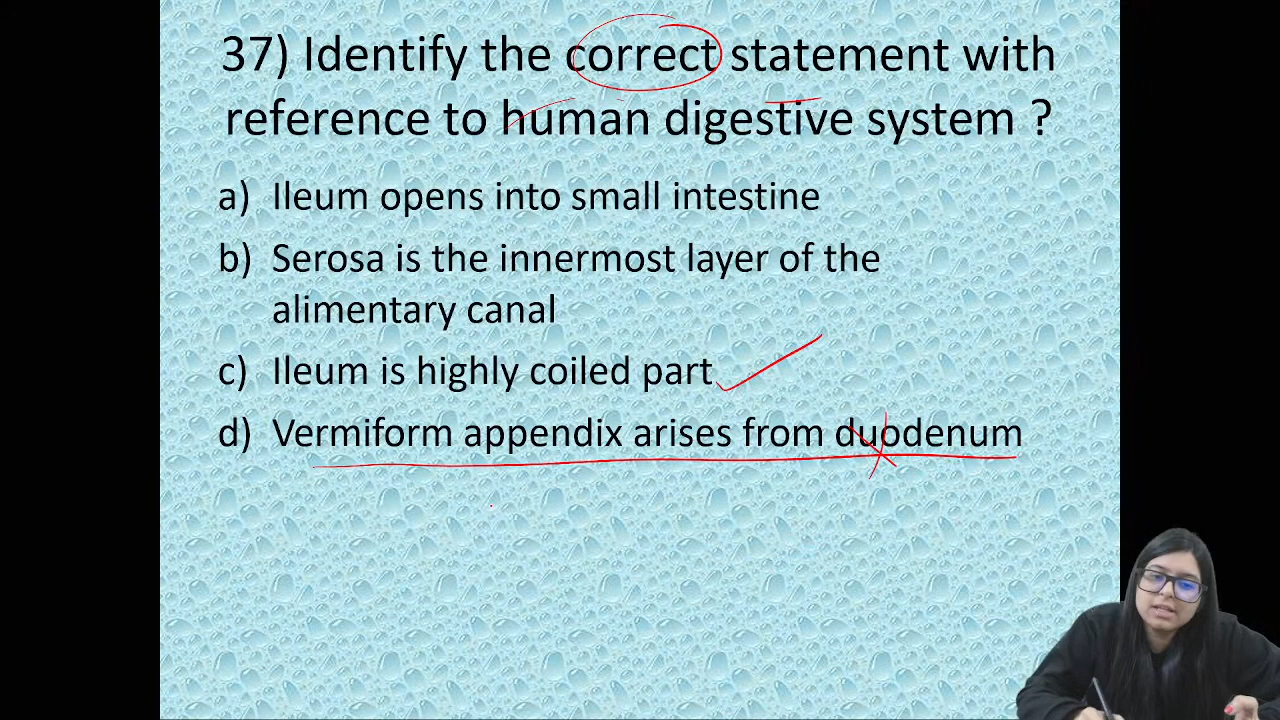 37) Identify the correct statement with
reference to human digestive system ?
a) Ileum opens into small intestine
b) Serosa is the innermost layer of the
alimentary canal
c) Ileum is highly coiled part
d) Vermiform appendix arises from duodenum